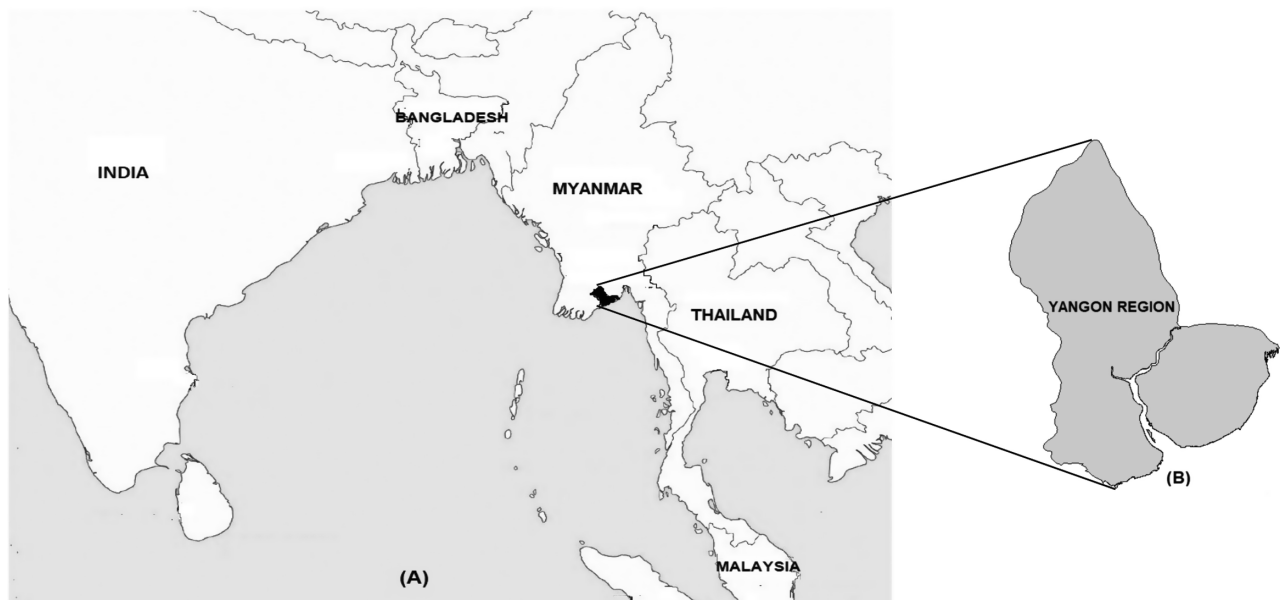 BANGLADESH
INDIA
MYANMAR
YANGON REGION
THAILAND
(B)
MALAYSIA
(A)